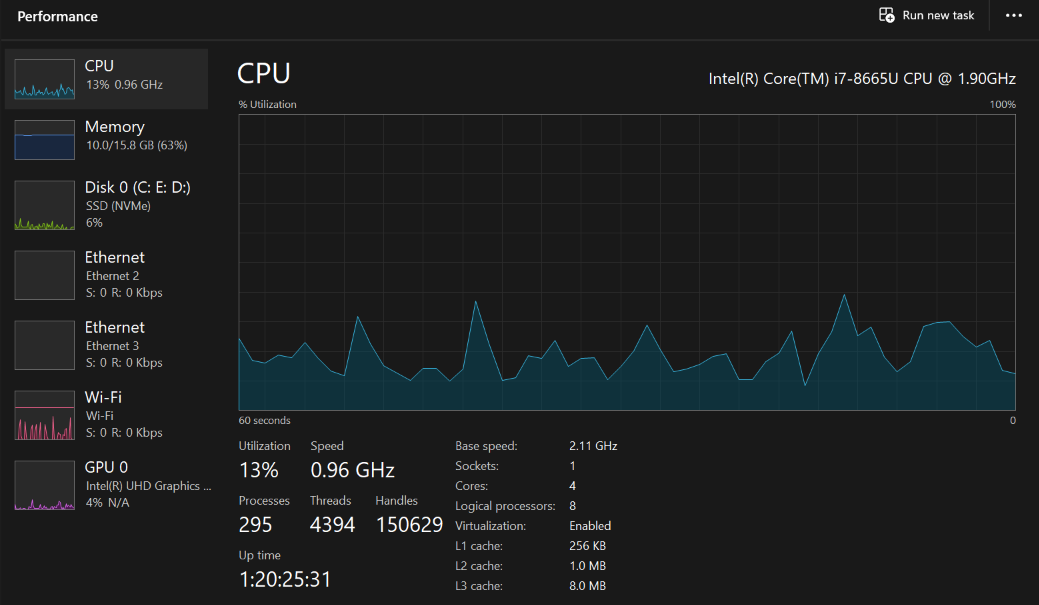 Performance
Run new task
CPU
13% 0.96 GHz
Memory
10.0/15.8 GB (63%)
Disk 0 (C: E: D:)
SSD (NVMe)
6%
Ethernet
Ethernet 2
S: 0 R: 0 Kbps
Ethernet
Ethernet 3
S: 0 R: 0 Kbps
Wi-Fi
Wi-Fi
S: 0 R: 0 Kbps
GPU 0
Intel(R) UHD Graphics ...
4% N/A
CPU
Intel(R) Core(TM) i7-8665U CPU @ 1.90GHz
% Utilization 100%
60 seconds 0
Utilization Speed
13% 0.96 GHz
Processes Threads Handles
295 4394 150629
Up time
1:20:25:31
Base speed: 2.11 GHz
Sockets: 1
Cores: 4
Logical processors: 8
Virtualization: Enabled
L1 cache: 256 KB
L2 cache: 1.0 MB
L3 cache: 8.0 MB